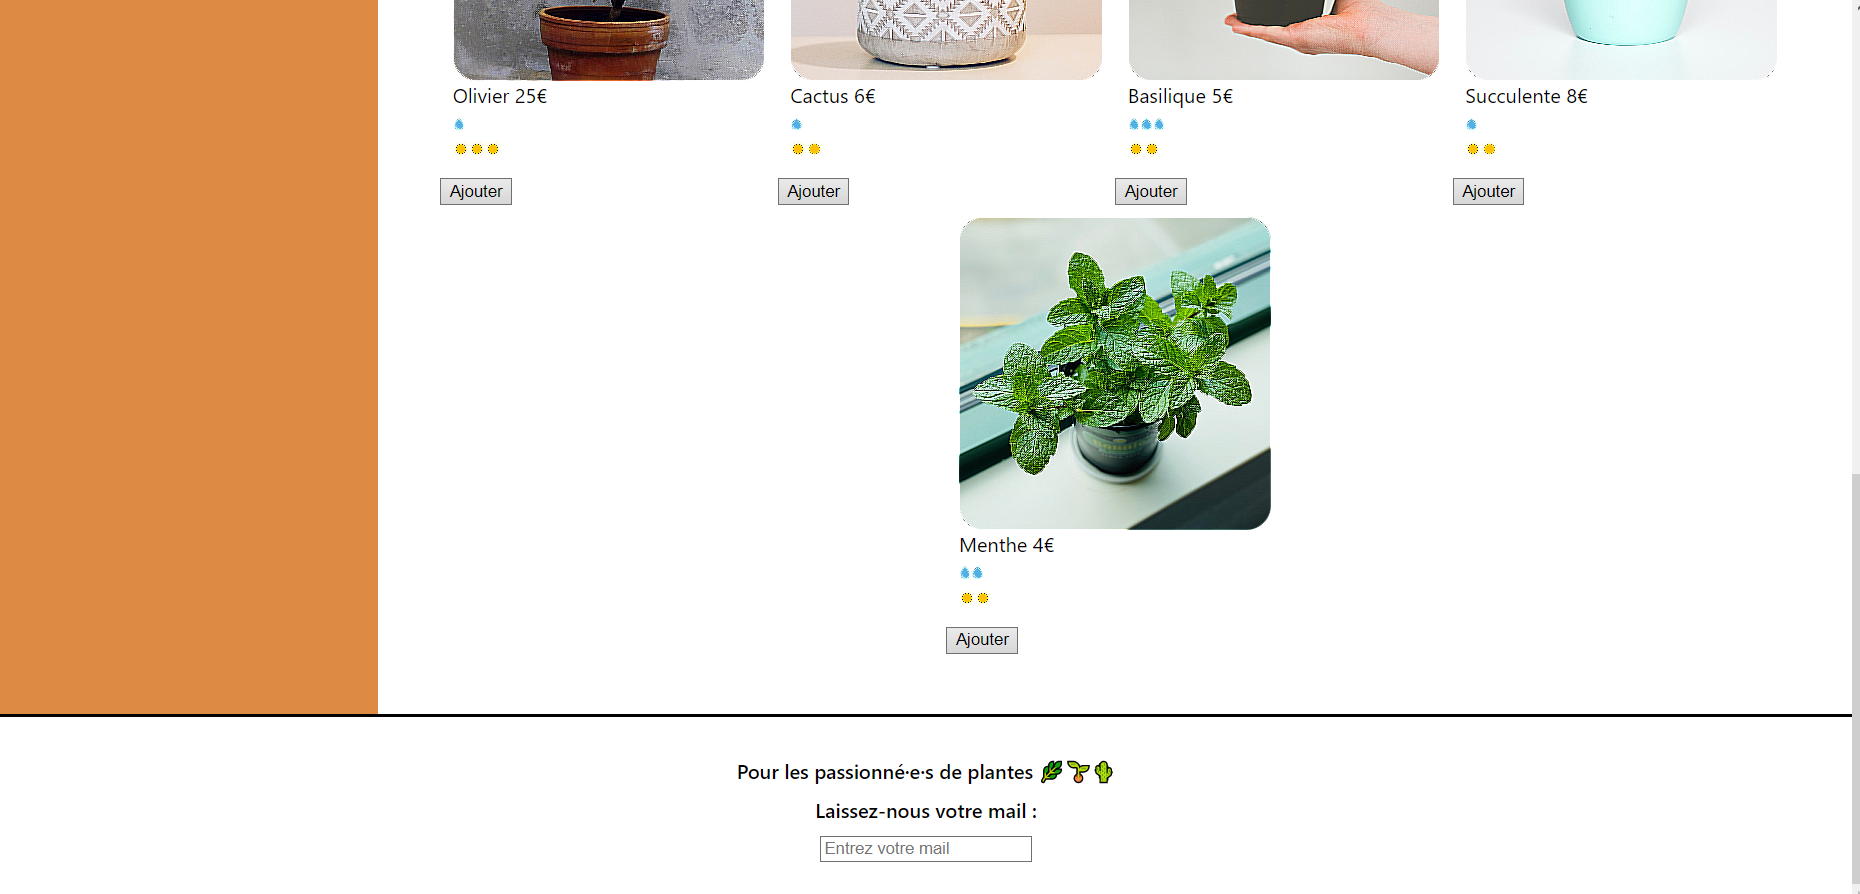 Olivier 25€
Cactus 6€
Basilique 5€
Succulente 8€
Ajouter
Ajouter
Ajouter
Ajouter
Menthe 4€
Ajouter
Pour les passionné·e·s de plantes 🌿🌱🌵
Laissez-nous votre mail :
Entrez votre mail